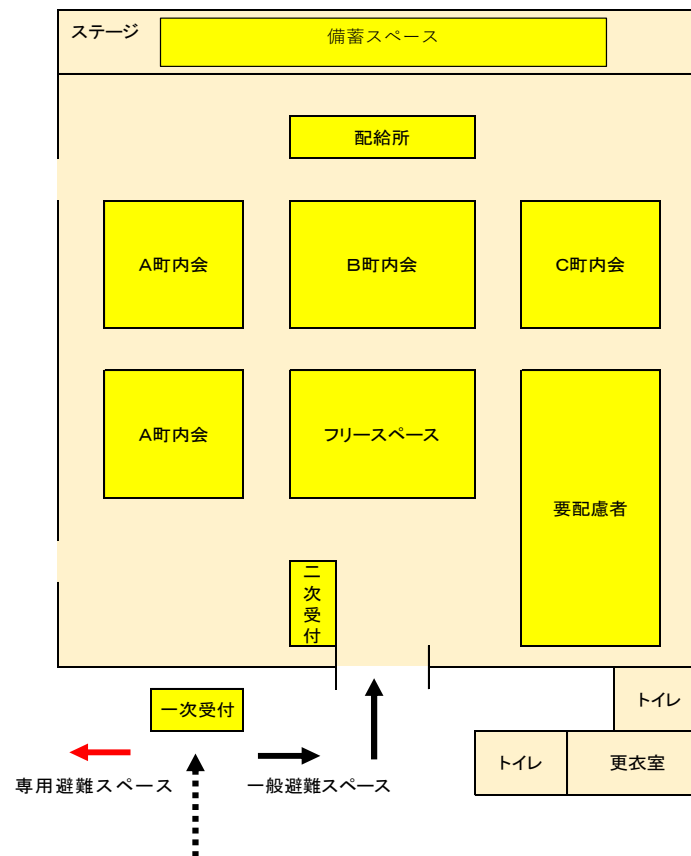 ステージ
備蓄スペース
配給所
A町内会
B町内会
C町内会
A町内会
フリースペース
要配慮者
二次受付
一次受付
トイレ
専用避難スペース
一般避難スペース
トイレ
更衣室